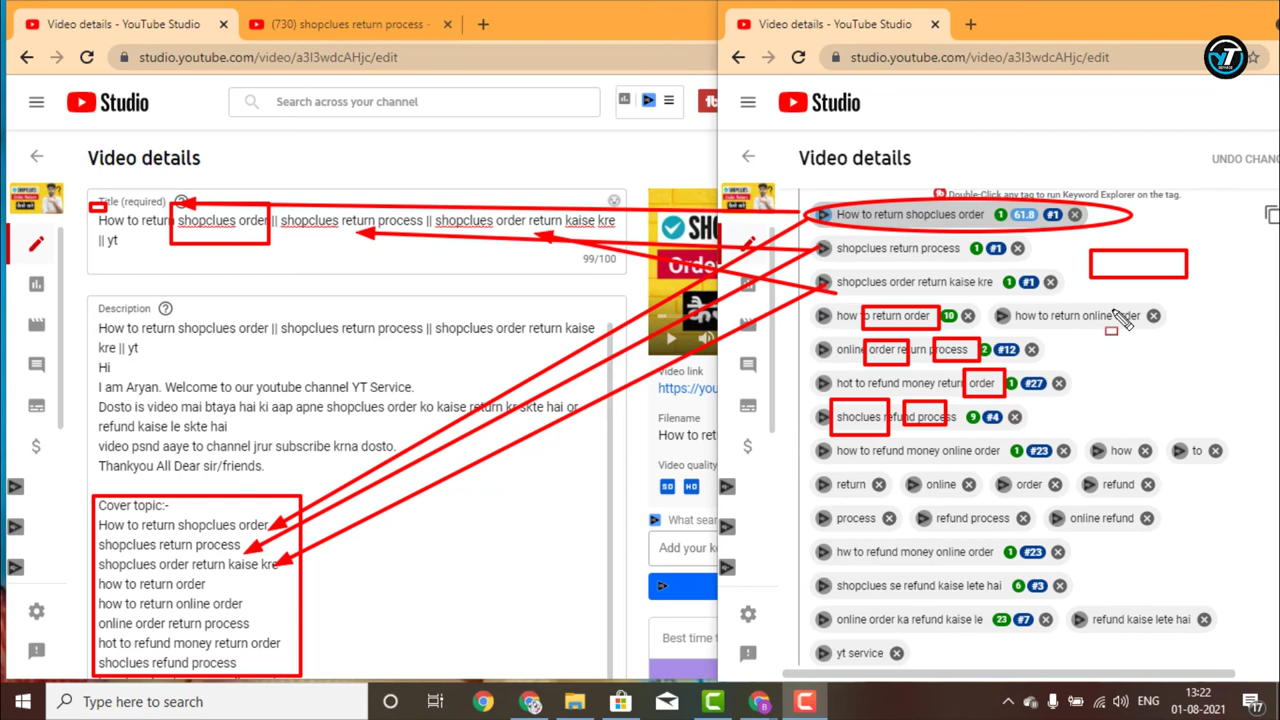 Video details - YouTube Studio
(730) shopclues return process -
Video details - YouTube Studio
studio.youtube.com/video/a3I3wdcAHjc/edit
studio.youtube.com/video/a3I3wdcAHjc/edit
YT
Studio
Search across your channel
Studio
Video details
Video details
UNDO CHANG
Title (required)
How to return shopclues order || shopclues return process || shopclues order return kaise kre
|| yt
99/100
Description
How to return shopclues order || shopclues return process || shopclues order return kaise
kre || yt
Hi
I am Aryan. Welcome to our youtube channel YT Service.
Dosto is video mai btaya hai ki aap apne shopclues order ko kaise return kr skte hai or
refund kaise le skte hai
video psnd aaye to channel jrur subscribe krna dosto.
Thankyou All Dear sir/friends.
Cover topic:-
How to return shopclues order
shopclues return process
shopclues order return kaise kre
how to return order
how to return online order
online order return process
hot to refund money return order
shoclues refund process
SHO
Orde
Video link
https://you
Filename
How to ret
Video quality
SD HD
What sear
Add your ke
Best time t
Double-Click any tag to run Keyword Explorer on the tag.
How to return shopclues order 1 61.8 #1
shopclues return process 1 #1
shopclues order return kaise kre 1 #1
how to return order 10 how to return online order
online order return process 2 #12
hot to refund money return order 1 #27
shoclues refund process 9 #4
how to refund money online order 1 #23 how to
return online order refund
process refund process online refund
hw to refund money online order 1 #23
shopclues se refund kaise lete hai 6 #3
online order ka refund kaise le 23 #7 refund kaise lete hai
yt service
Type here to search
ENG
13:22
01-08-2021
17